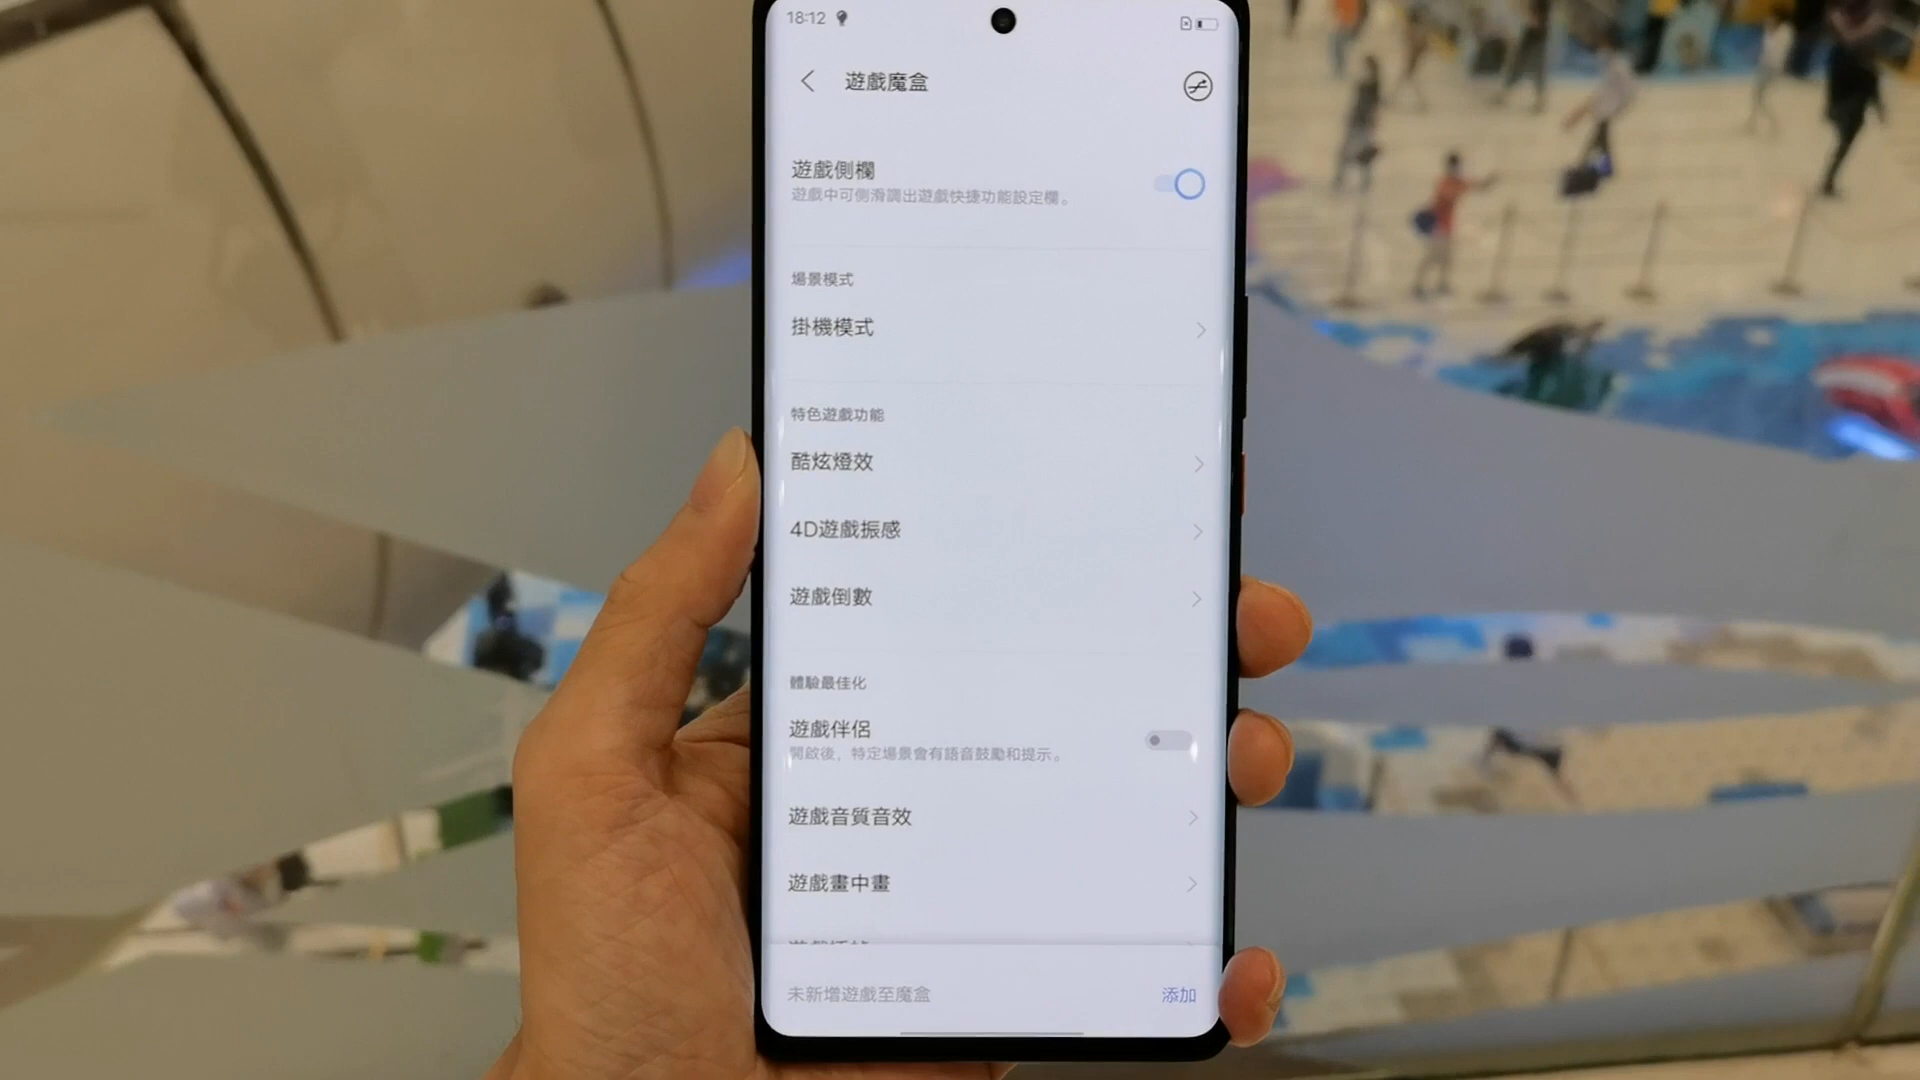 18:12
遊戲魔盒
遊戲側欄
遊戲中可側滑調出遊戲快捷功能設定欄。
場景模式
掛機模式
特色遊戲功能
酷炫燈效
4D遊戲振感
遊戲倒數
體驗最佳化
遊戲伴侶
開啟後，特定場景會有語音鼓勵和提示。
遊戲音質音效
遊戲畫中畫
未新增遊戲至魔盒
添加